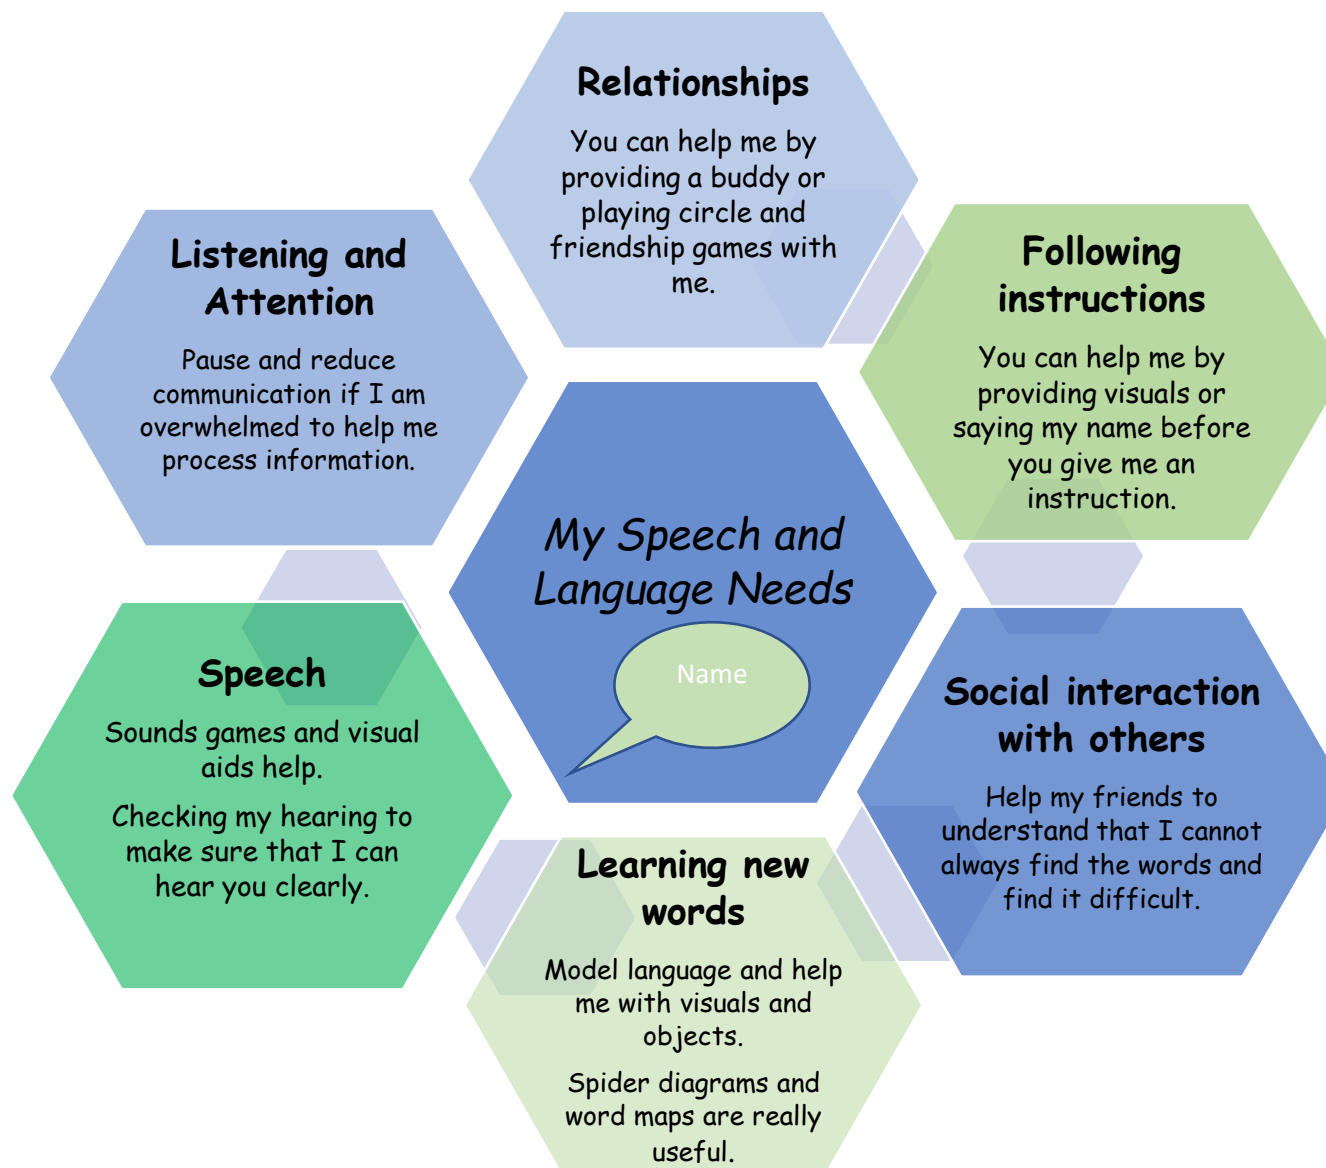 Relationships
You can help me by
providing a buddy or
playing circle and
friendship games with
me.
Listening and
Attention
Pause and reduce
communication if I am
overwhelmed to help me
process information.
Following
instructions
You can help me by
providing visuals or
saying my name before
you give me an
instruction.
My Speech and
Language Needs
Name
Speech
Sounds games and visual
aids help.
Checking my hearing to
make sure that I can
hear you clearly.
Social interaction
with others
Help my friends to
understand that I cannot
always find the words and
find it difficult.
Learning new
words
Model language and help
me with visuals and
objects.
Spider diagrams and
word maps are really
useful.